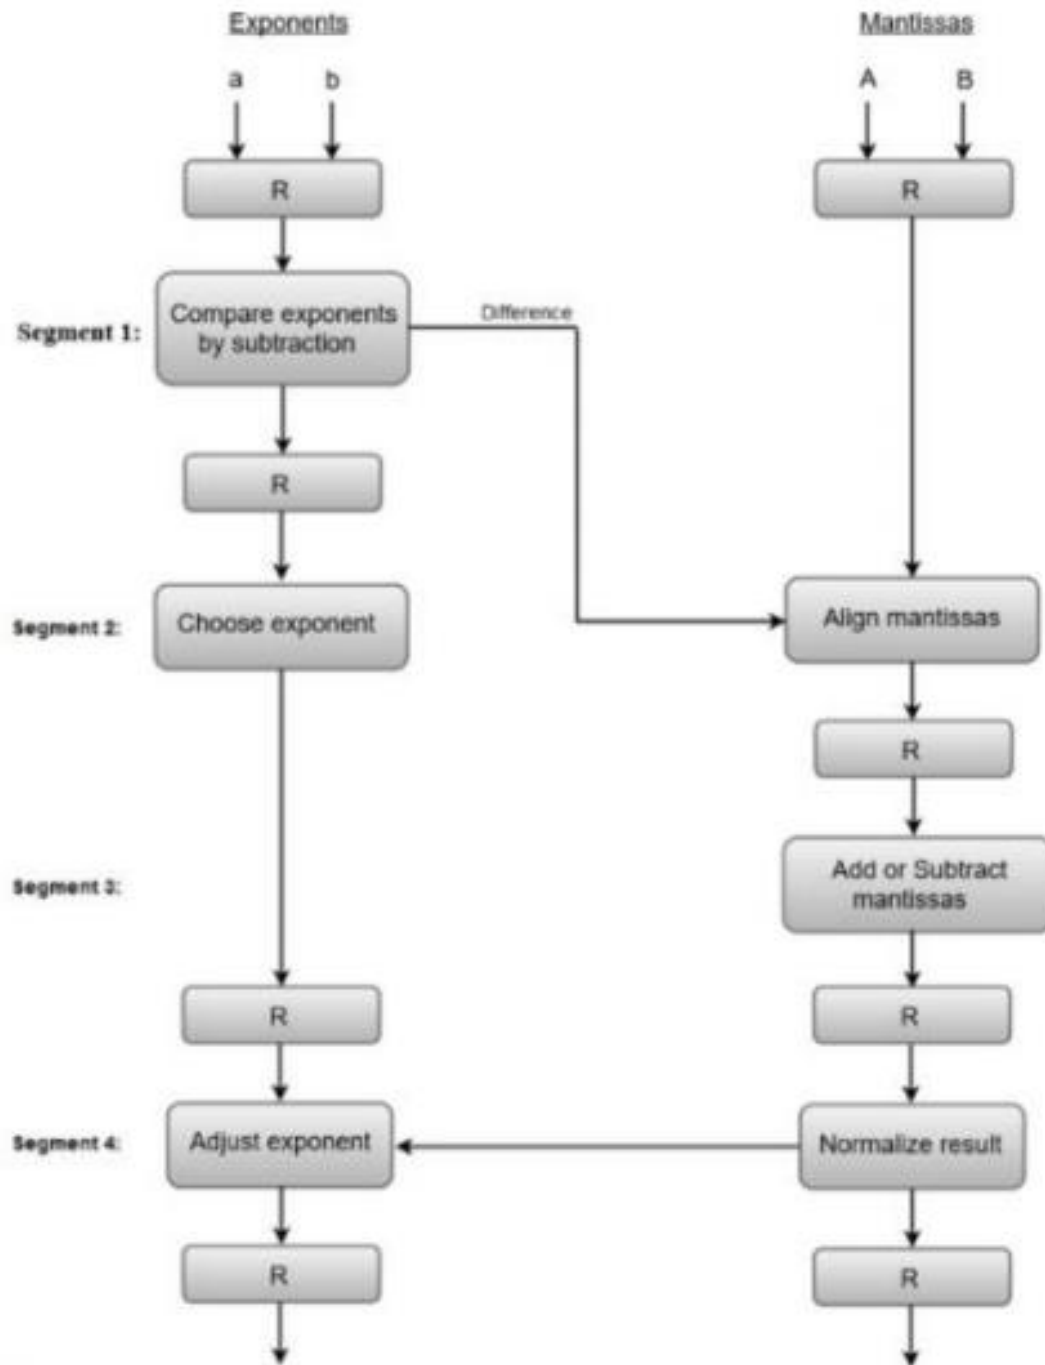 Exponents
Mantissas
a b
A B
R
R
Segment 1:
Compare exponents
by subtraction
Difference
R
Segment 2:
Choose exponent
Align mantissas
R
Segment 3:
Add or Subtract
mantissas
R
R
Segment 4:
Adjust exponent
Normalize result
R
R